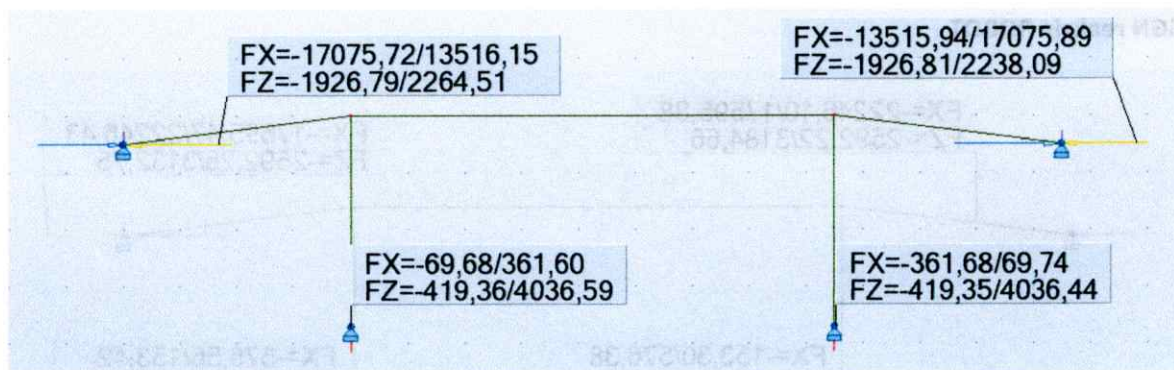 FX=-17075,72/13516,15
FZ=-1926,79/2264,51
FX=-13515,94/17075,89
FZ=-1926,81/2238,09
FX=-69,68/361,60
FZ=-419,36/4036,59
FX=-361,68/69,74
FZ=-419,35/4036,44